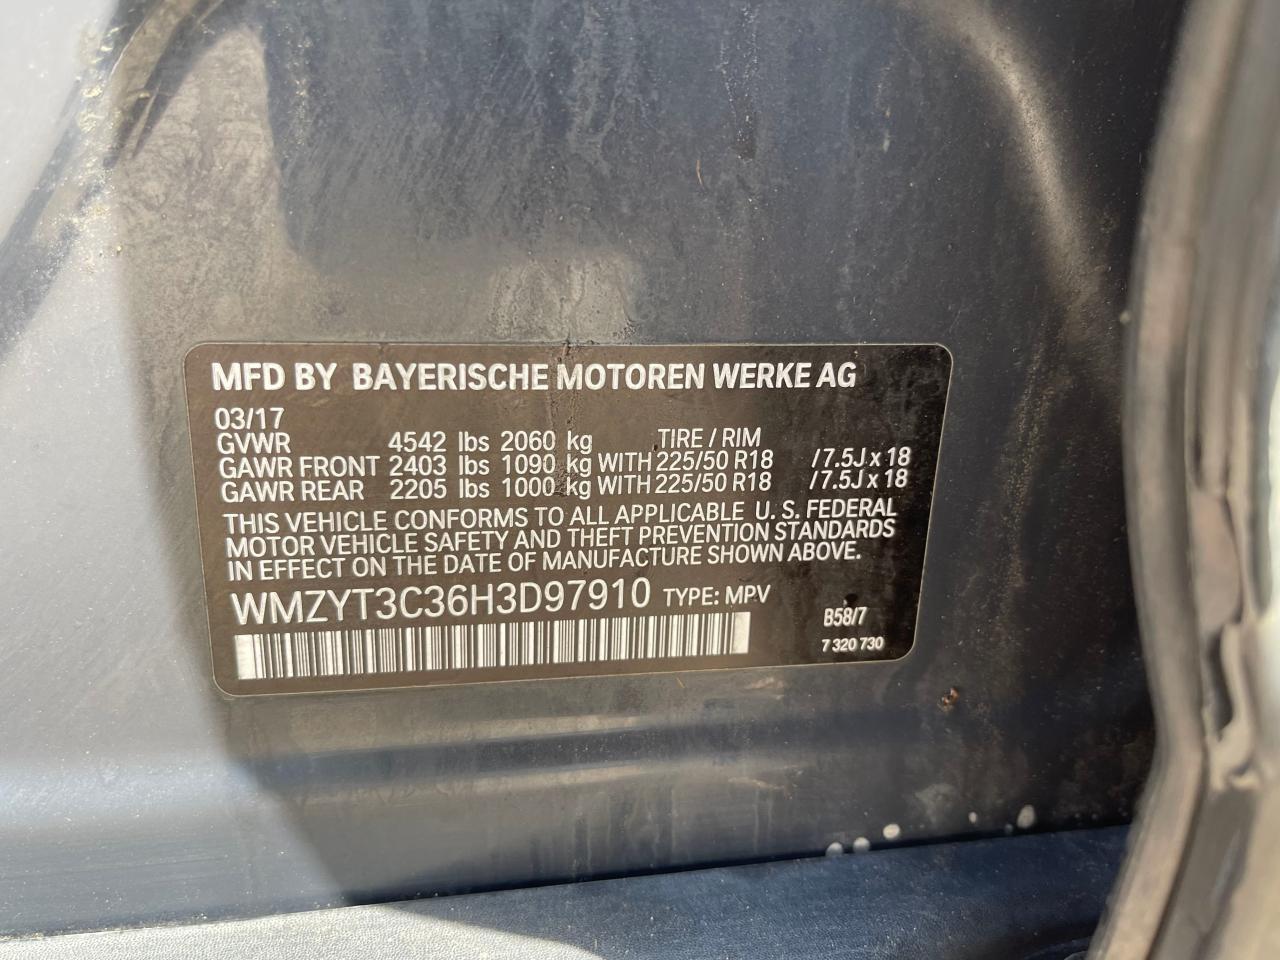 MFD BY BAYERISCHE MOTOREN WERKE AG
03/17
GVWR 4542 lbs 2060 kg TIRE / RIM
GAWR FRONT 2403 lbs 1090 kg WITH 225/50 R18 /7.5J x 18
GAWR REAR 2205 lbs 1000 kg WITH 225/50 R18 /7.5J x 18
THIS VEHICLE CONFORMS TO ALL APPLICABLE U. S. FEDERAL
MOTOR VEHICLE SAFETY AND THEFT PREVENTION STANDARDS
IN EFFECT ON THE DATE OF MANUFACTURE SHOWN ABOVE.
WMZYT3C36H3D97910 TYPE: MPV
B58/7
7 320 730